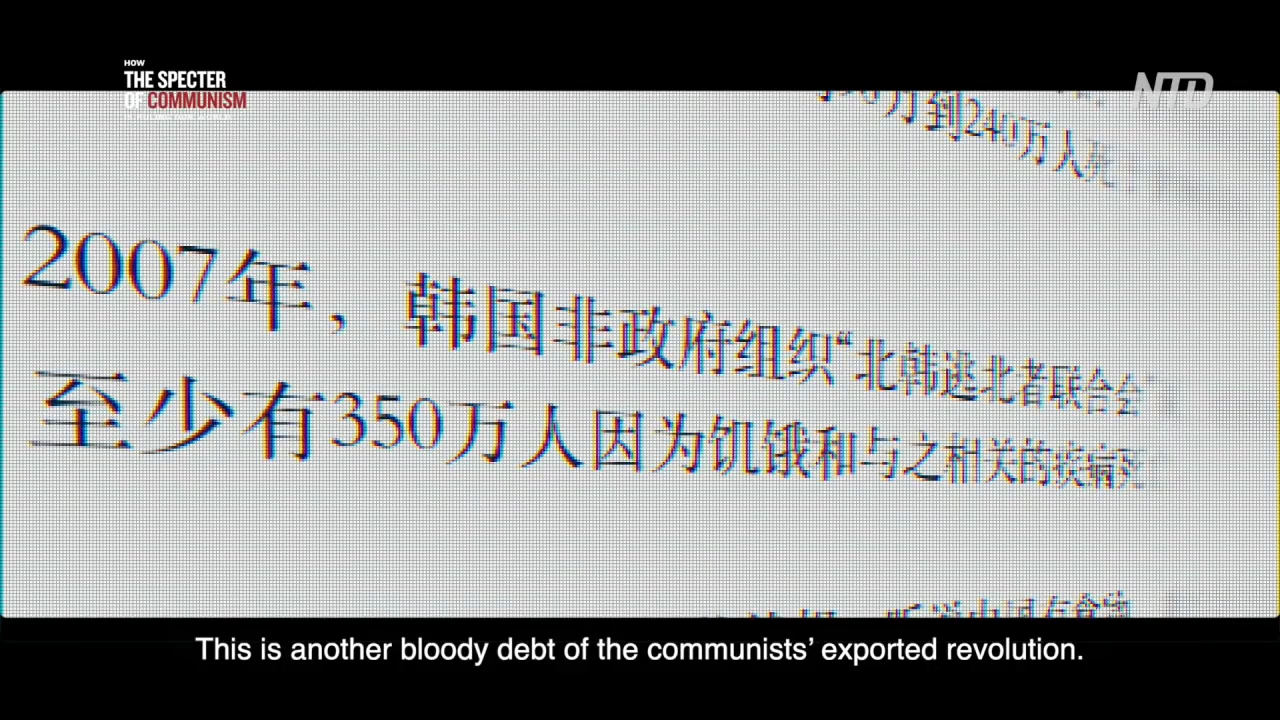 HOW
THE SPECTER
OF COMMUNISM
NTD
到240万人死
2007年，韩国非政府组织“北韩逃北者联合会”
至少有350万人因为饥饿和与之相关的疾病死
This is another bloody debt of the communists’ exported revolution.